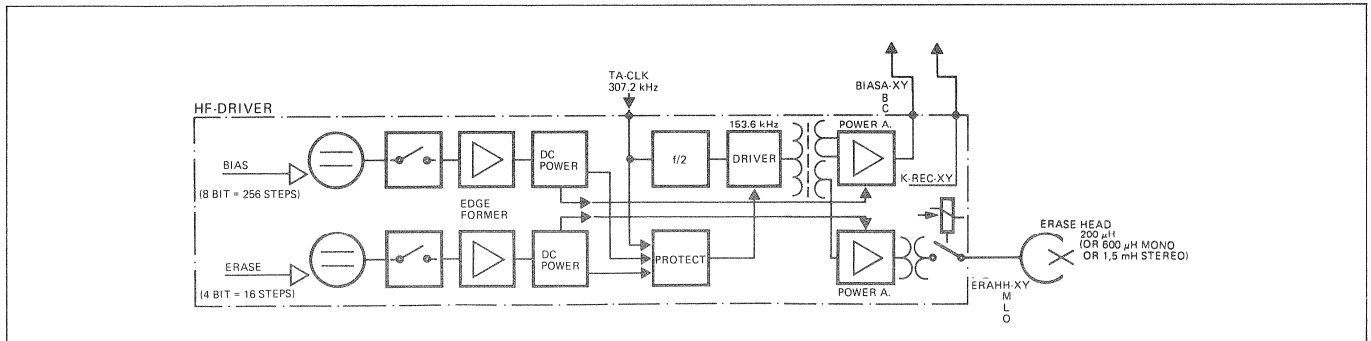 TA-CLK
307.2 kHz
BIASA-XY
B
C
HF-DRIVER
153.6 kHz
POWER A.
BIAS
(8 BIT = 256 STEPS)
DC
POWER
f/2
DRIVER
K-REC-XY
EDGE
FORMER
ERASE
(4 BIT = 16 STEPS)
DC
POWER
PROTECT
POWER A.
ERASE HEAD
200 µH
(OR 600 µH MONO
OR 1,5 mH STEREO)
ERAHH-XY
M
L
O